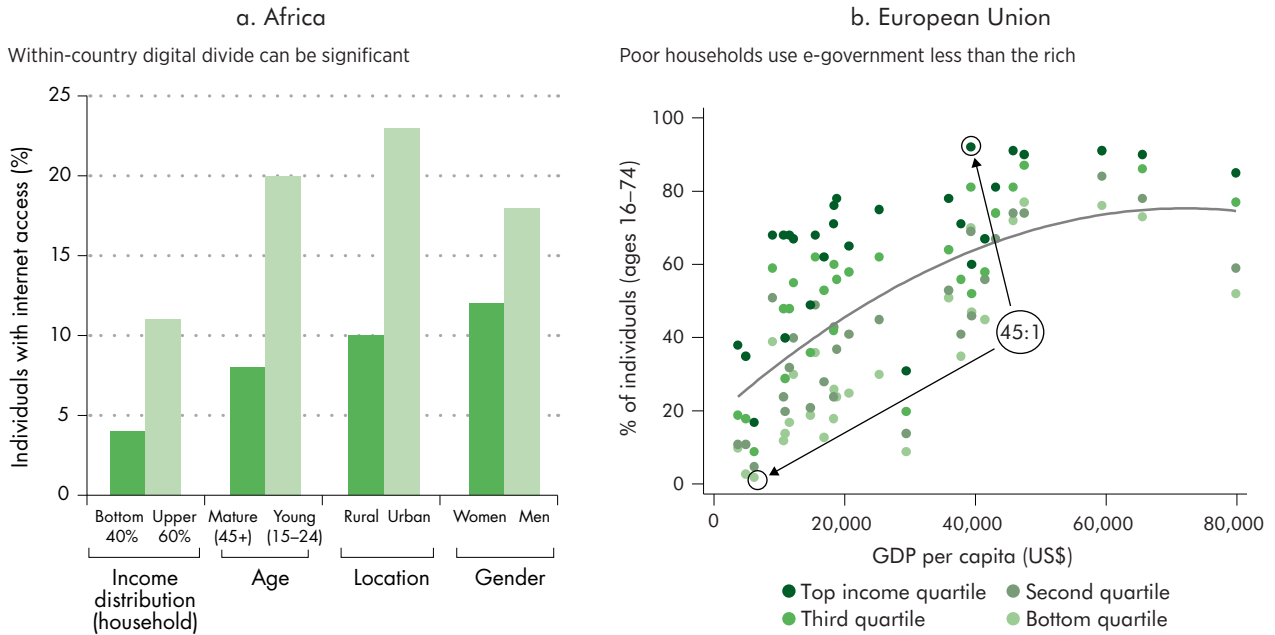 a. Africa
Within-country digital divide can be significant
Individuals with internet access (%)
25
20
15
10
5
0
Bottom 40%
Upper 60%
Mature (45+)
Young (15–24)
Rural
Urban
Women
Men
Income
distribution
(household)
Age
Location
Gender
b. European Union
Poor households use e-government less than the rich
% of individuals (ages 16–74)
100
80
60
40
20
0
45:1
0
20,000
40,000
60,000
80,000
GDP per capita (US$)
Top income quartile
Second quartile
Third quartile
Bottom quartile